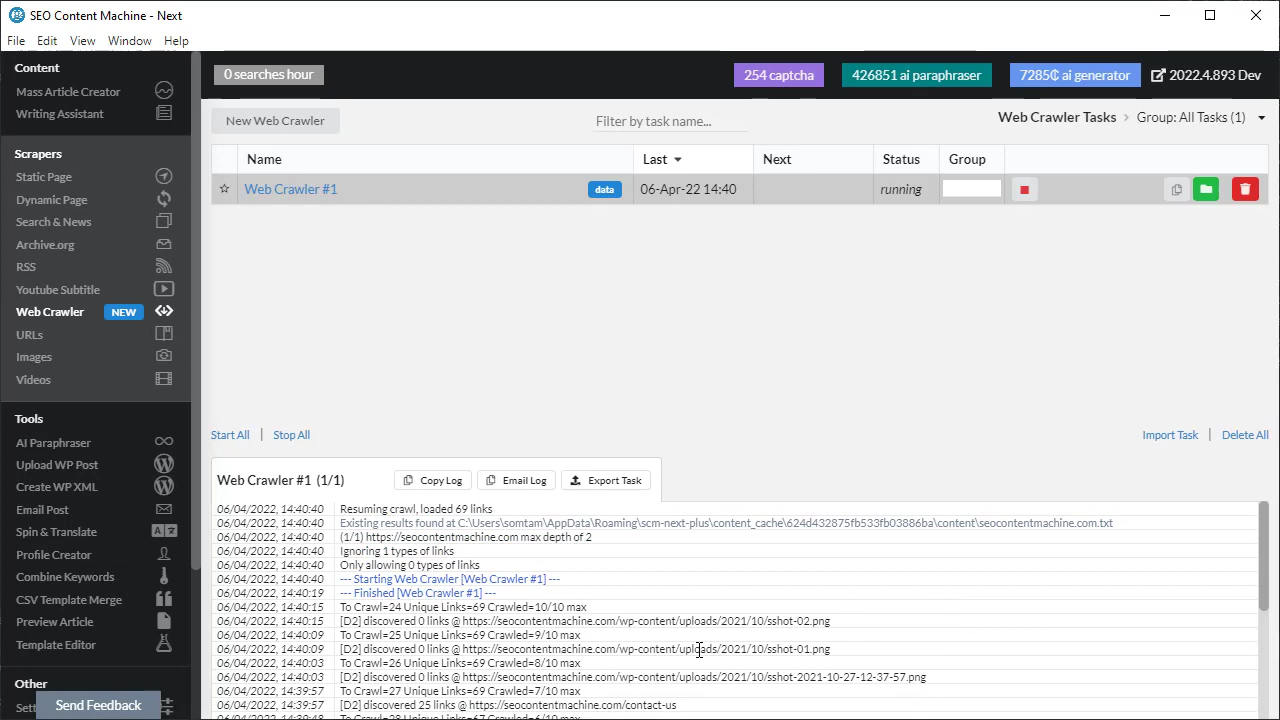 SEO Content Machine - Next
File Edit View Window Help
Content
Mass Article Creator
Writing Assistant
Scrapers
Static Page
Dynamic Page
Search & News
Archive.org
RSS
Youtube Subtitle
Web Crawler NEW
URLs
Images
Videos
Tools
AI Paraphraser
Upload WP Post
Create WP XML
Email Post
Spin & Translate
Profile Creator
Combine Keywords
CSV Template Merge
Preview Article
Template Editor
Other
Send Feedback
0 searches hour
254 captcha
426851 ai paraphraser
7285₵ ai generator
2022.4.893 Dev
New Web Crawler
Filter by task name...
Web Crawler Tasks > Group: All Tasks (1)
Name Last Next Status Group
Web Crawler #1 data 06-Apr-22 14:40 running
Start All | Stop All
Import Task | Delete All
Web Crawler #1 (1/1) Copy Log Email Log Export Task
06/04/2022, 14:40:40 Resuming crawl, loaded 69 links
06/04/2022, 14:40:40 Existing results found at C:\Users\somtam\AppData\Roaming\scm-next-plus\content_cache\624d432875fb533fb03886ba\content\seocontentmachine.com.txt
06/04/2022, 14:40:40 (1/1) https://seocontentmachine.com max depth of 2
06/04/2022, 14:40:40 Ignoring 1 types of links
06/04/2022, 14:40:40 Only allowing 0 types of links
06/04/2022, 14:40:40 --- Starting Web Crawler [Web Crawler #1] ---
06/04/2022, 14:40:19 --- Finished [Web Crawler #1] ---
06/04/2022, 14:40:15 To Crawl=24 Unique Links=69 Crawled=10/10 max
06/04/2022, 14:40:15 [D2] discovered 0 links @ https://seocontentmachine.com/wp-content/uploads/2021/10/sshot-02.png
06/04/2022, 14:40:09 To Crawl=25 Unique Links=69 Crawled=9/10 max
06/04/2022, 14:40:09 [D2] discovered 0 links @ https://seocontentmachine.com/wp-content/uploads/2021/10/sshot-01.png
06/04/2022, 14:40:03 To Crawl=26 Unique Links=69 Crawled=8/10 max
06/04/2022, 14:40:03 [D2] discovered 0 links @ https://seocontentmachine.com/wp-content/uploads/2021/10/sshot-2021-10-27-12-37-57.png
06/04/2022, 14:39:57 To Crawl=27 Unique Links=69 Crawled=7/10 max
06/04/2022, 14:39:57 [D2] discovered 25 links @ https://seocontentmachine.com/contact-us
06/04/2022, 14:39:48 To Crawl=28 Unique Links=67 Crawled=6/10 max